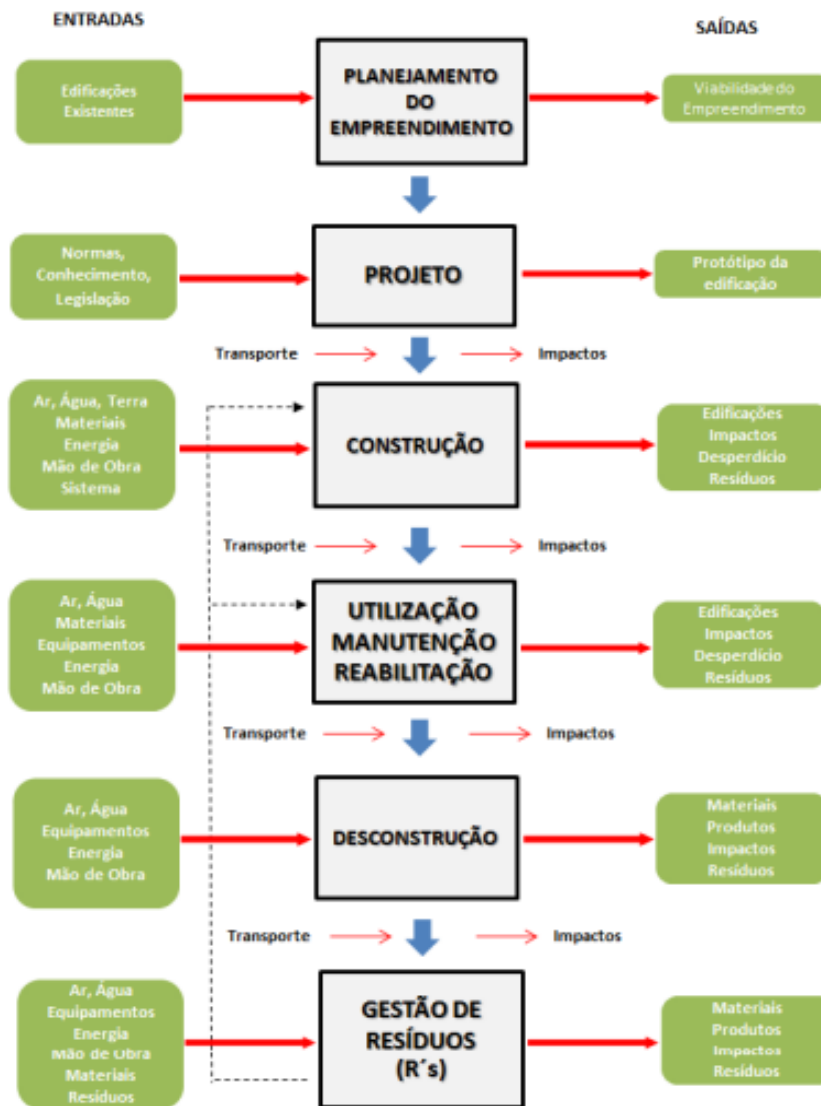 ENTRADAS
SAÍDAS
Edificações
Existentes
PLANEJAMENTO
DO
EMPREENDIMENTO
Viabilidade do
Empreendimento
Normas,
Conhecimento,
Legislação
PROJETO
Protótipo da
edificação
Transporte
Impactos
Ar, Água, Terra
Materiais
Energia
Mão de Obra
Sistema
CONSTRUÇÃO
Edificações
Impactos
Desperdício
Resíduos
Transporte
Impactos
Ar, Água
Materiais
Equipamentos
Energia
Mão de Obra
UTILIZAÇÃO
MANUTENÇÃO
REABILITAÇÃO
Edificações
Impactos
Desperdício
Resíduos
Transporte
Impactos
Ar, Água
Equipamentos
Energia
Mão de Obra
DESCONSTRUÇÃO
Materiais
Produtos
Impactos
Resíduos
Transporte
Impactos
Ar, Água
Equipamentos
Energia
Mão de Obra
Materiais
Resíduos
GESTÃO DE
RESÍDUOS
(R´s)
Materiais
Produtos
Impactos
Resíduos